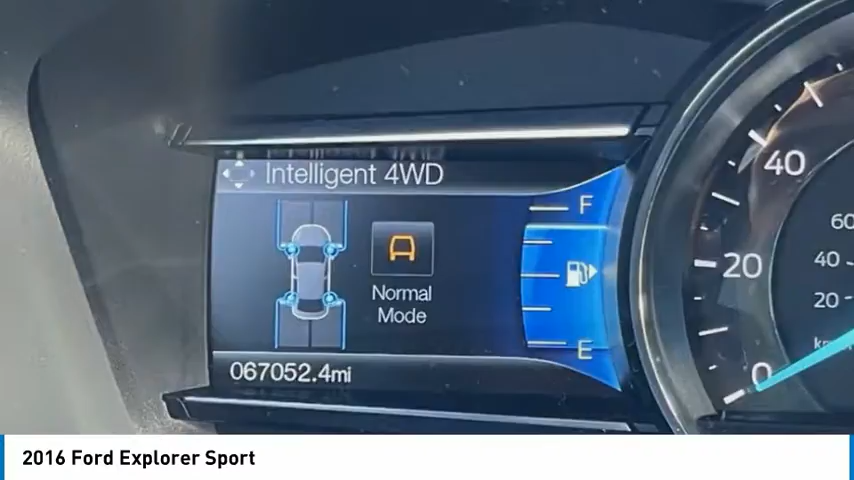 Intelligent 4WD
F
Normal
Mode
E
067052.4mi
40
20
0
60
40
20
2016 Ford Explorer Sport